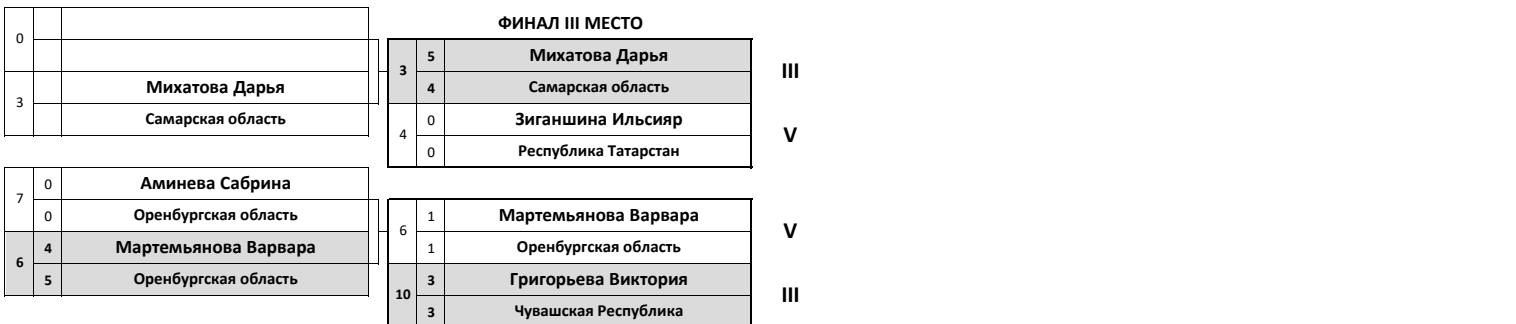 ФИНАЛ III МЕСТО
0
3
Михатова Дарья
Самарская область
3
5
Михатова Дарья
4
Самарская область
III
4
0
Зиганшина Ильсияр
0
Республика Татарстан
V
7
0
Аминева Сабрина
0
Оренбургская область
6
4
Мартемьянова Варвара
5
Оренбургская область
6
1
Мартемьянова Варвара
1
Оренбургская область
V
10
3
Григорьева Виктория
3
Чувашская Республика
III